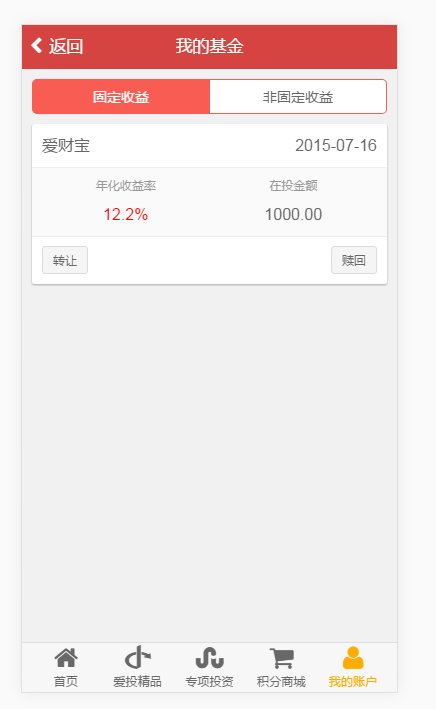 返回 我的基金
固定收益 非固定收益
爱财宝 2015-07-16
年化收益率 在投金额
12.2% 1000.00
转让 赎回
首页 爱投精品 专项投资 积分商城 我的账户